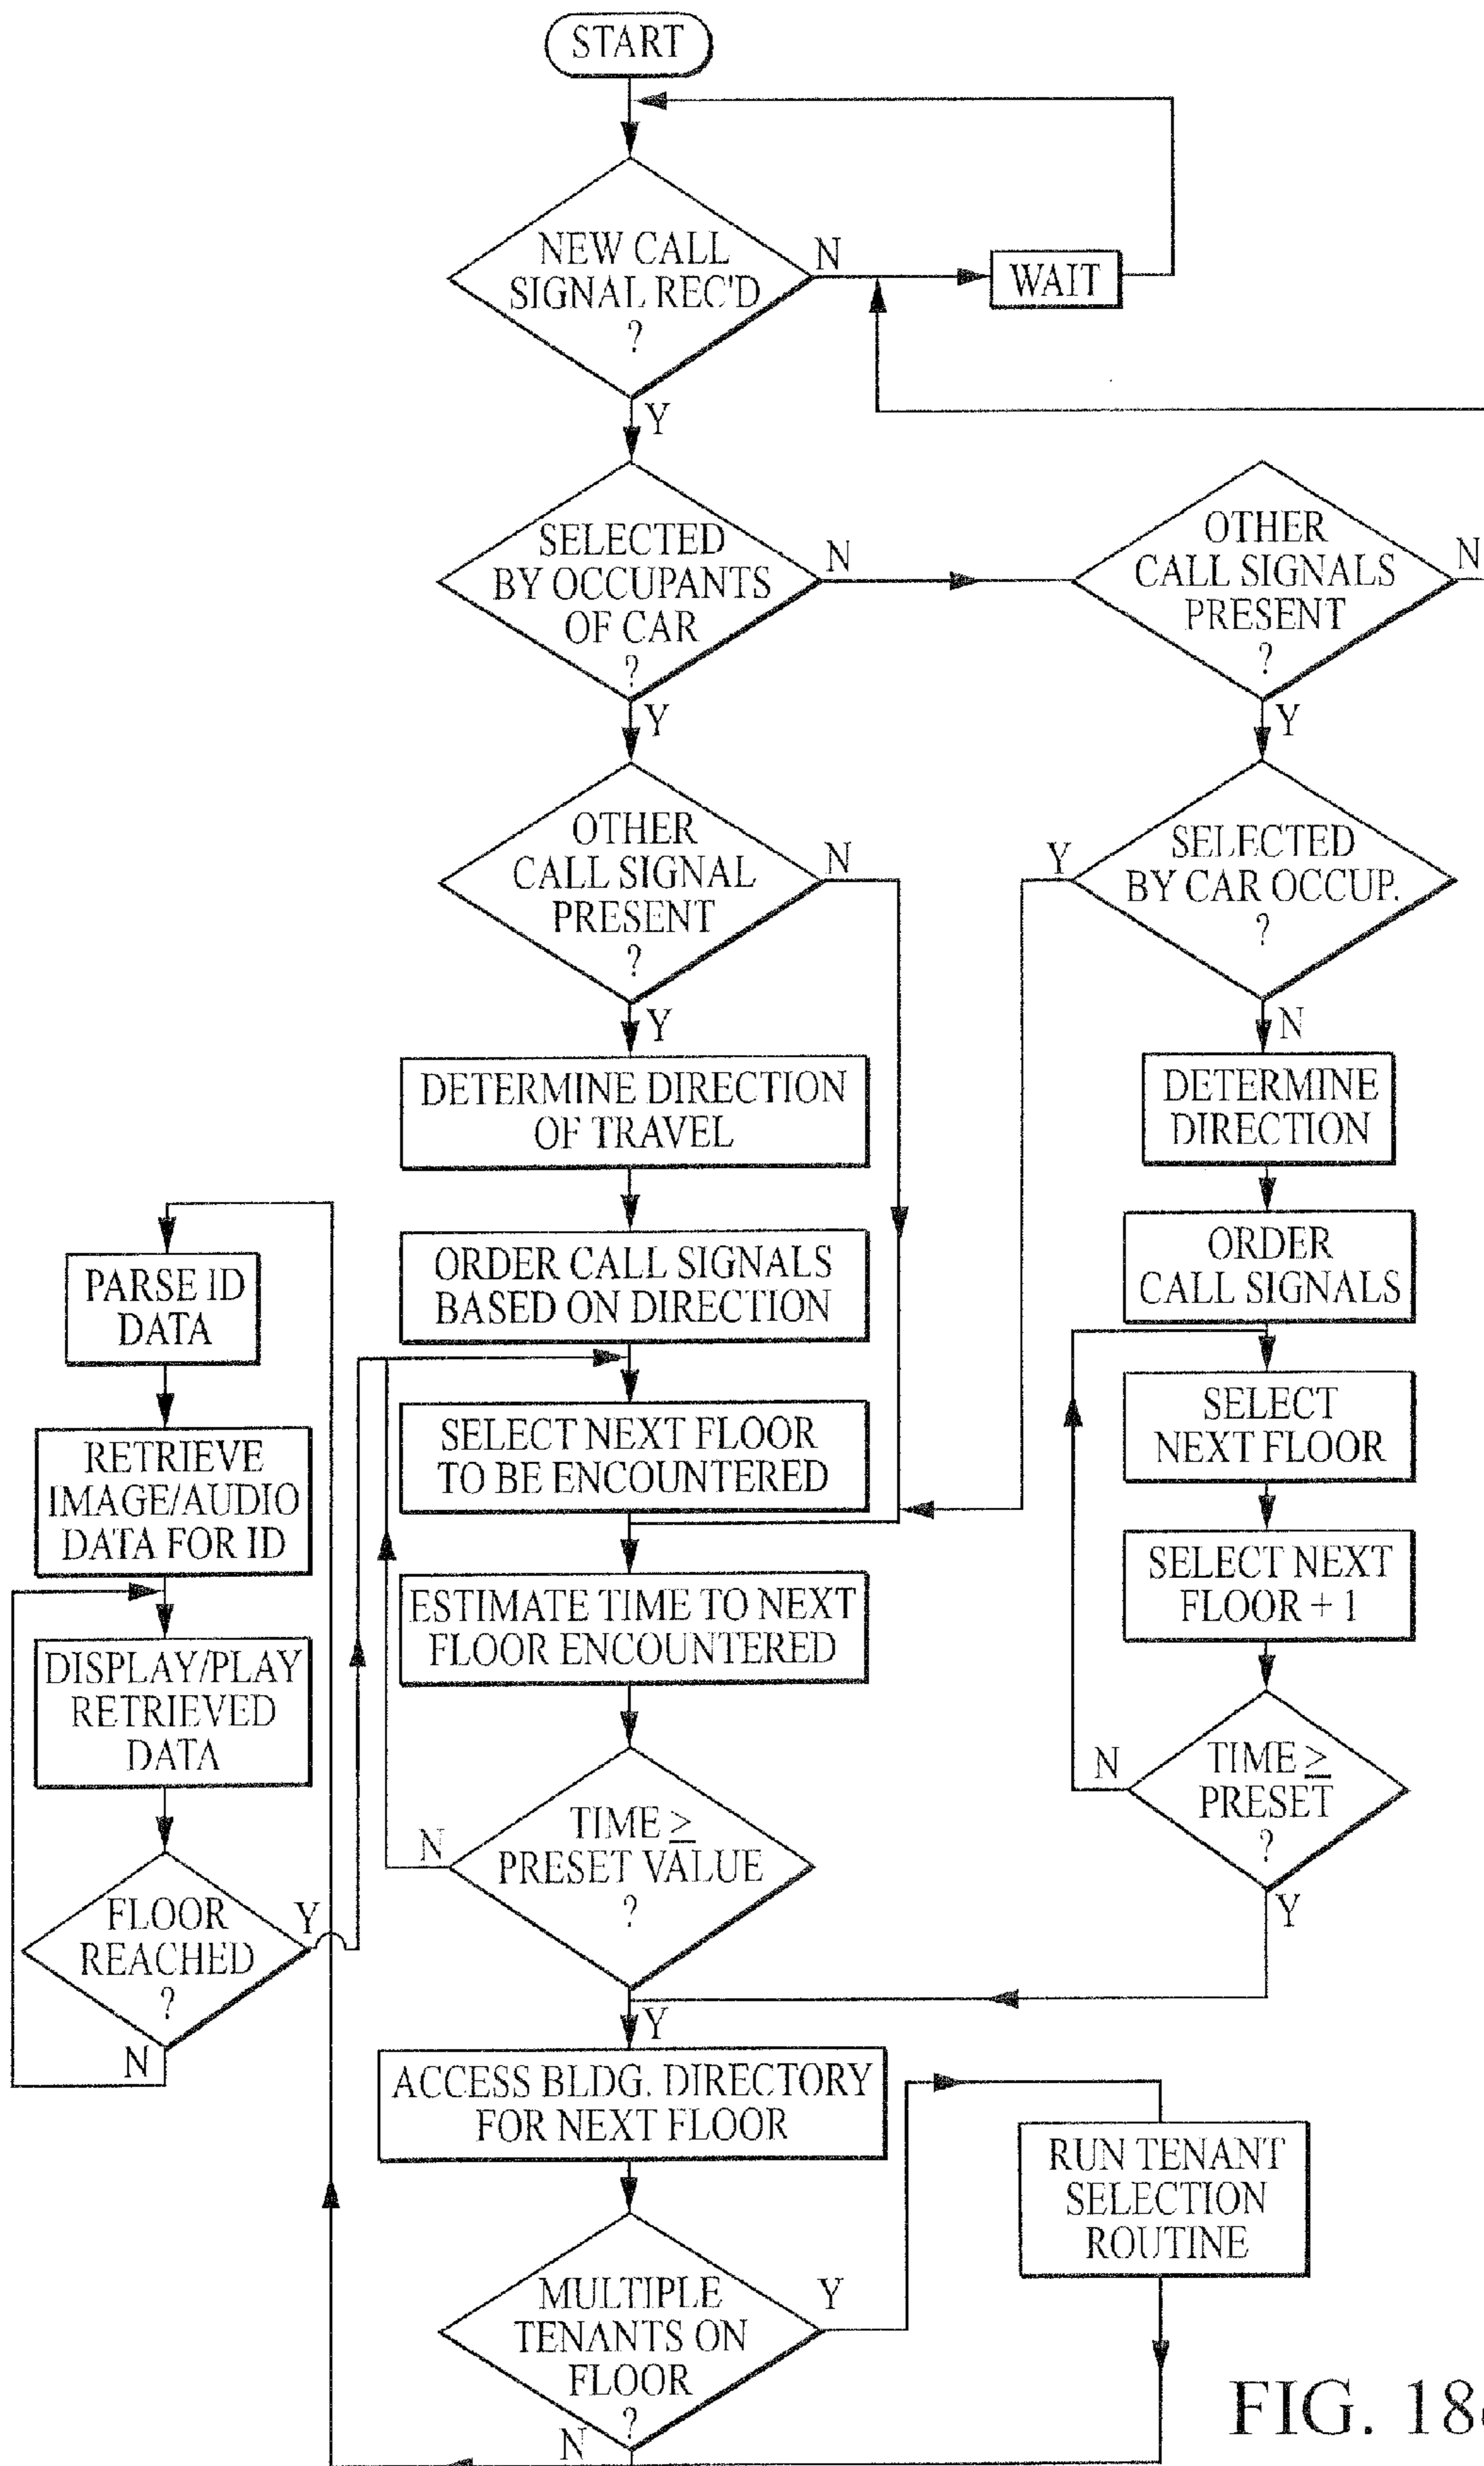 START
NEW CALL
SIGNAL REC'D
?
N
WAIT
Y
SELECTED
BY OCCUPANTS
OF CAR
?
N
Y
OTHER
CALL SIGNALS
PRESENT
?
N
Y
OTHER
CALL SIGNAL
PRESENT
?
N
Y
SELECTED
BY CAR OCCUP.
?
Y
N
DETERMINE DIRECTION
OF TRAVEL
DETERMINE
DIRECTION
ORDER CALL SIGNALS
BASED ON DIRECTION
ORDER
CALL SIGNALS
PARSE ID
DATA
SELECT NEXT FLOOR
TO BE ENCOUNTERED
SELECT
NEXT FLOOR
RETRIEVE
IMAGE/AUDIO
DATA FOR ID
ESTIMATE TIME TO NEXT
FLOOR ENCOUNTERED
SELECT NEXT
FLOOR + 1
DISPLAY/PLAY
RETRIEVED
DATA
TIME ≥
PRESET VALUE
?
N
Y
TIME ≥
PRESET
?
N
Y
FLOOR
REACHED
?
Y
N
ACCESS BLDG. DIRECTORY
FOR NEXT FLOOR
RUN TENANT
SELECTION
ROUTINE
MULTIPLE
TENANTS ON
FLOOR
?
Y
N
FIG. 18